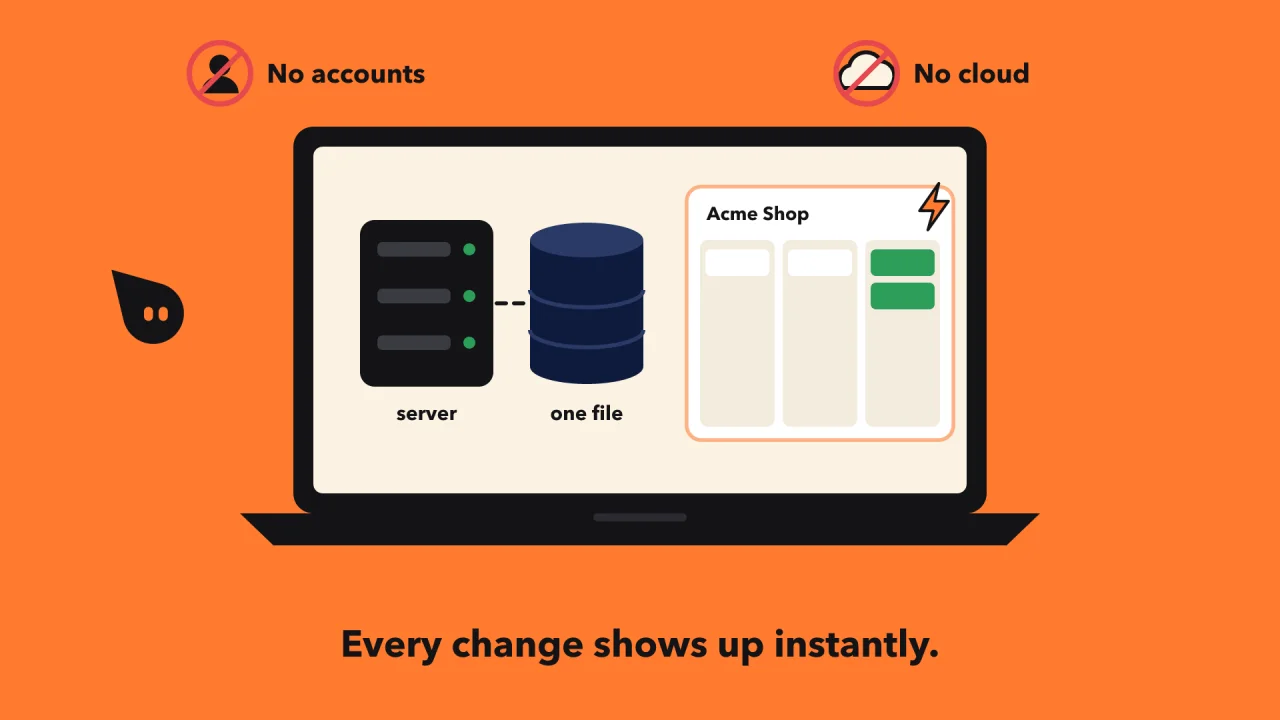 No accounts
No cloud
Acme Shop
server
one file
Every change shows up instantly.